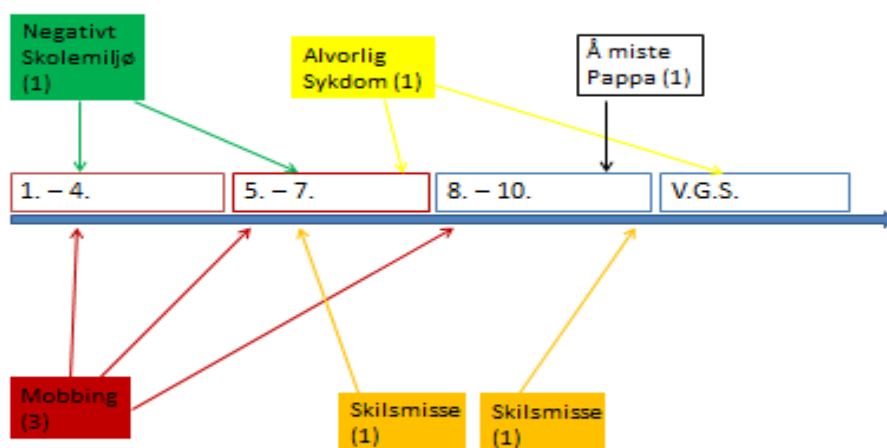 Negativt
Skolemiljø
(1)
Alvorlig
Sykdom (1)
Å miste
Pappa (1)
1. – 4.
5. – 7.
8. – 10.
V.G.S.
Mobbing
(3)
Skilsmisse
(1)
Skilsmisse
(1)